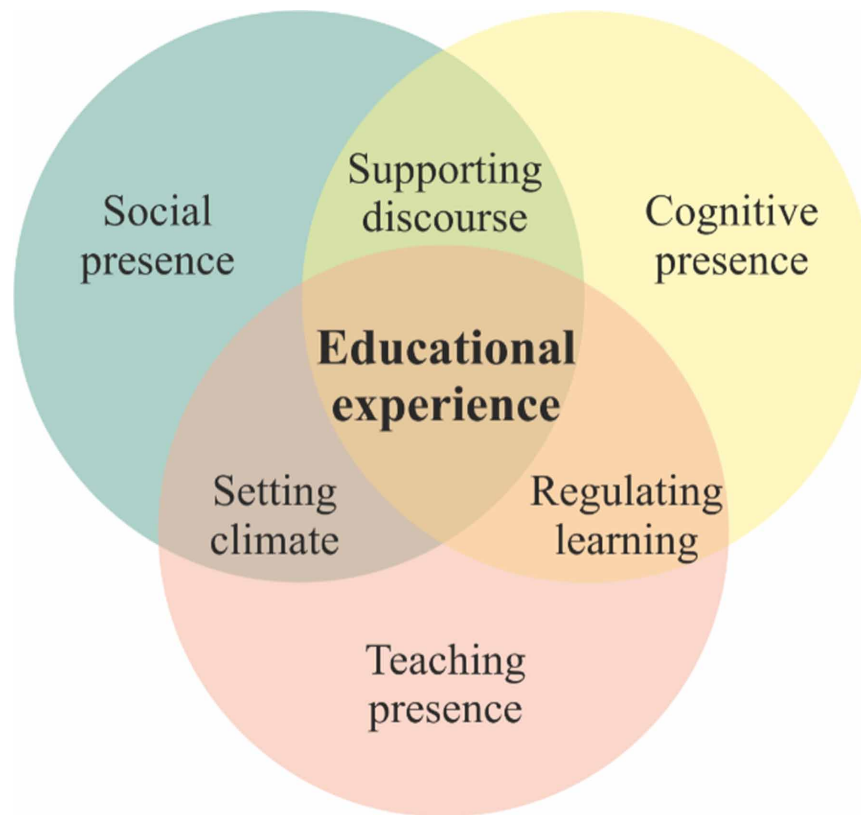 Supporting
discourse
Social
presence
Cognitive
presence
Educational
experience
Setting
climate
Regulating
learning
Teaching
presence